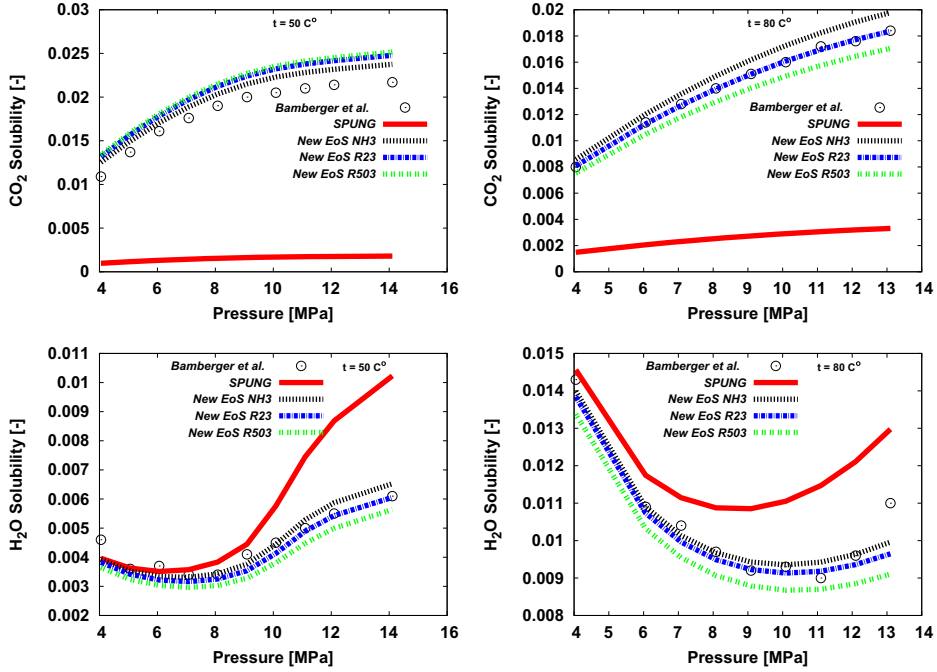 t = 50 Cº
CO2 Solubility [-]
0.03
0.025
0.02
0.015
0.01
0.005
0
Bamberger et al.
SPUNG
New EoS NH3
New EoS R23
New EoS R503
4 6 8 10 12 14 16
Pressure [MPa]
t = 80 Cº
CO2 Solubility [-]
0.02
0.018
0.016
0.014
0.012
0.01
0.008
0.006
0.004
0.002
0
Bamberger et al.
SPUNG
New EoS NH3
New EoS R23
New EoS R503
4 5 6 7 8 9 10 11 12 13 14
Pressure [MPa]
t = 50 Cº
H2O Solubility [-]
0.011
0.010
0.009
0.008
0.007
0.006
0.005
0.004
0.003
0.002
Bamberger et al.
SPUNG
New EoS NH3
New EoS R23
New EoS R503
4 6 8 10 12 14 16
Pressure [MPa]
t = 80 Cº
H2O Solubility [-]
0.015
0.014
0.013
0.012
0.011
0.01
0.009
0.008
Bamberger et al.
SPUNG
New EoS NH3
New EoS R23
New EoS R503
4 5 6 7 8 9 10 11 12 13 14
Pressure [MPa]